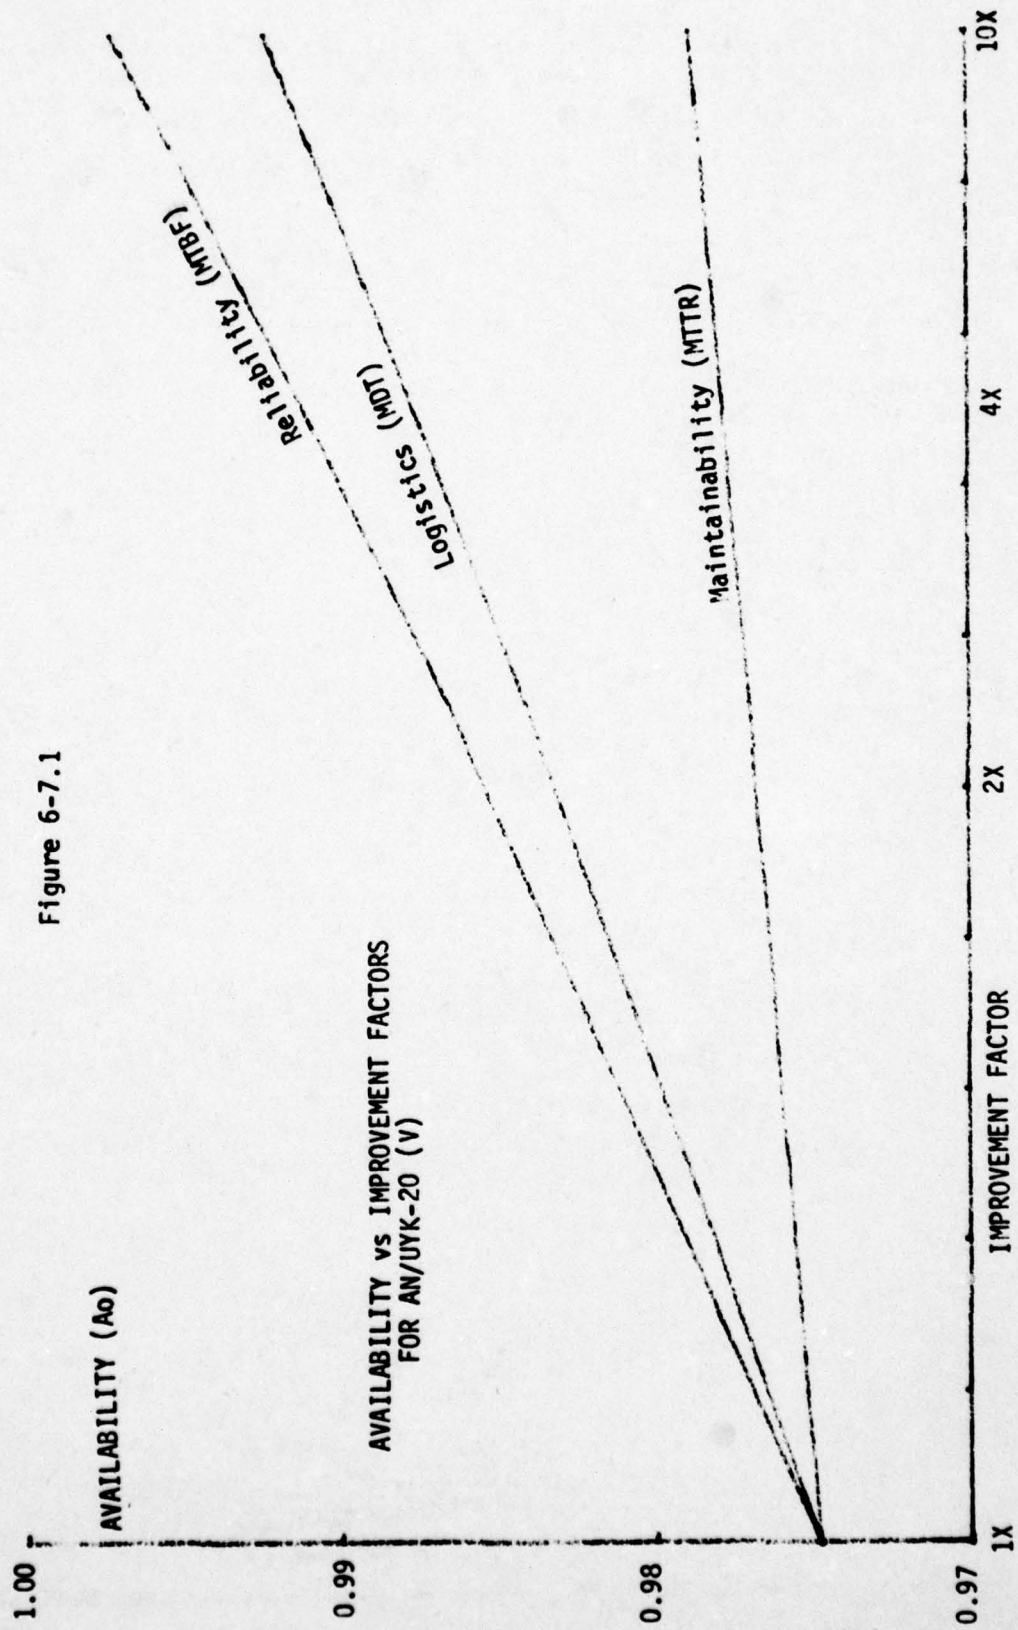 Figure 6-7.1
1.00
AVAILABILITY (Ao)
Reliability (MTBF)
0.99
AVAILABILITY vs IMPROVEMENT FACTORS
FOR AN/UYK-20 (V)
Logistics (MDT)
0.98
Maintainability (MTTR)
0.97
1X
IMPROVEMENT FACTOR
2X
4X
10X